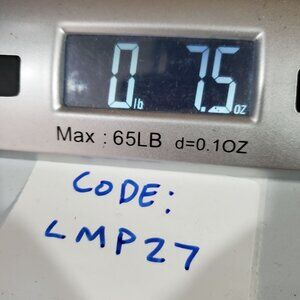 0 lb 7.5 oz
Max : 65LB d=0.1OZ
CODE:
LMP27